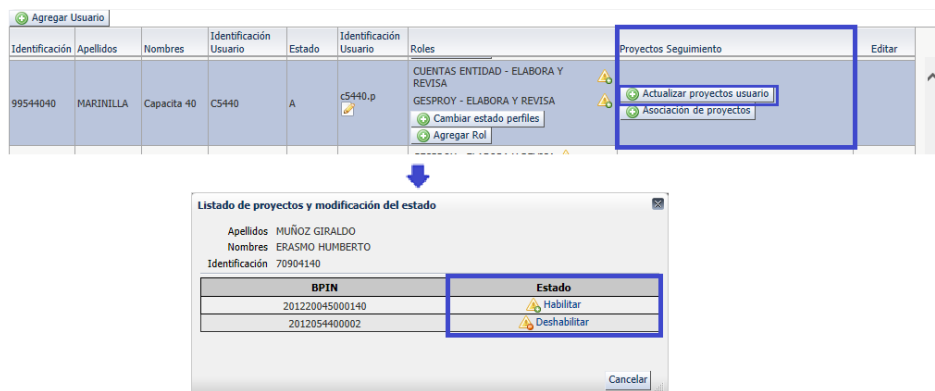 Agregar Usuario
Identificación Apellidos Nombres Identificación Usuario Estado Identificación Usuario Roles Proyectos Seguimiento Editar
CUENTAS ENTIDAD - ELABORA Y
REVISA
99544040 MARINILLA Capacita 40 C5440 A c5440.p GESPROY - ELABORA Y REVISA
Actualizar proyectos usuario
Asociación de proyectos
Cambiar estado perfiles
Agregar Rol
Listado de proyectos y modificación del estado
Apellidos MUÑOZ GIRALDO
Nombres ERASMO HUMBERTO
Identificación 70904140
BPIN Estado
201220045000140 Habilitar
2012054400002 Deshabilitar
Cancelar